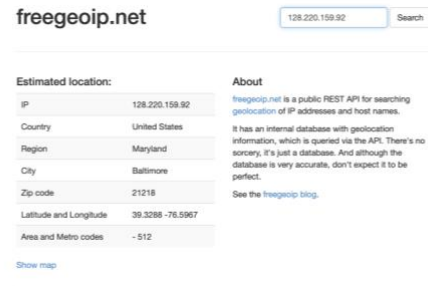 freegeoip.net
128.220.159.92 Search
Estimated location:
IP 128.220.159.92
Country United States
Region Maryland
City Baltimore
Zip code 21218
Latitude and Longitude 39.3288 -76.5967
Area and Metro codes - 512
Show map
About
freegeoip.net is a public REST API for searching
geolocation of IP addresses and host names.
It has an internal database with geolocation
information, which is queried via the API. There's no
sorcery, it's just a database. And although the
database is very accurate, don't expect it to be
perfect.
See the freegeoip blog.